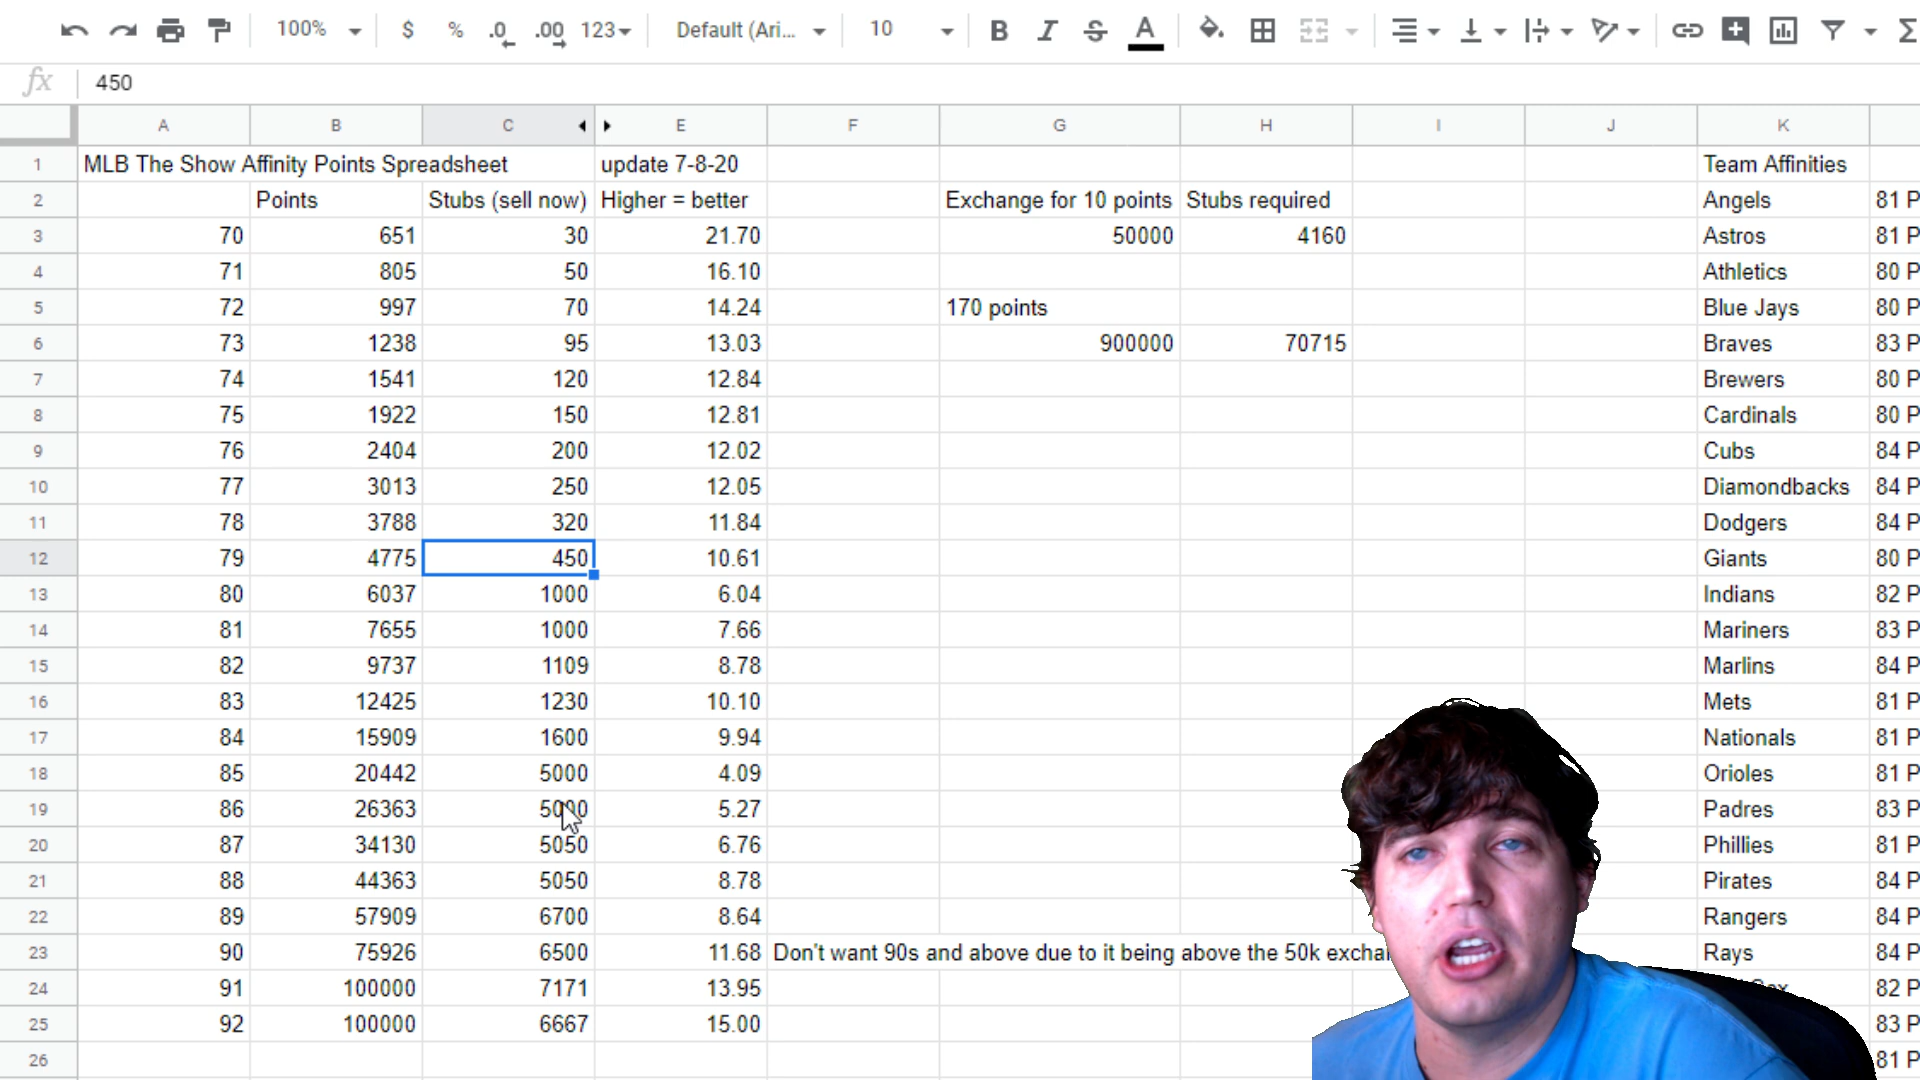 100% $ % .0 .00 123 Default (Ari... 10 B I S A
fx 450
A B C E F G H I J K
1 MLB The Show Affinity Points Spreadsheet update 7-8-20 Team Affinities
2 Points Stubs (sell now) Higher = better Exchange for 10 points Stubs required Angels 81 P
3 70 651 30 21.70 50000 4160 Astros 81 P
4 71 805 50 16.10 Athletics 80 P
5 72 997 70 14.24 170 points Blue Jays 80 P
6 73 1238 95 13.03 900000 70715 Braves 83 P
7 74 1541 120 12.84 Brewers 80 P
8 75 1922 150 12.81 Cardinals 80 P
9 76 2404 200 12.02 Cubs 84 P
10 77 3013 250 12.05 Diamondbacks 84 P
11 78 3788 320 11.84 Dodgers 84 P
12 79 4775 450 10.61 Giants 80 P
13 80 6037 1000 6.04 Indians 82 P
14 81 7655 1000 7.66 Mariners 83 P
15 82 9737 1109 8.78 Marlins 84 P
16 83 12425 1230 10.10 Mets 81 P
17 84 15909 1600 9.94 Nationals 81 P
18 85 20442 5000 4.09 Orioles 81 P
19 86 26363 5000 5.27 Padres 83 P
20 87 34130 5050 6.76 Phillies 81 P
21 88 44363 5050 8.78 Pirates 84 P
22 89 57909 6700 8.64 Rangers 84 P
23 90 75926 6500 11.68 Don't want 90s and above due to it being above the 50k Rays 84 P
24 91 100000 7171 13.95 82 P
25 92 100000 6667 15.00 83 P
26 81 P